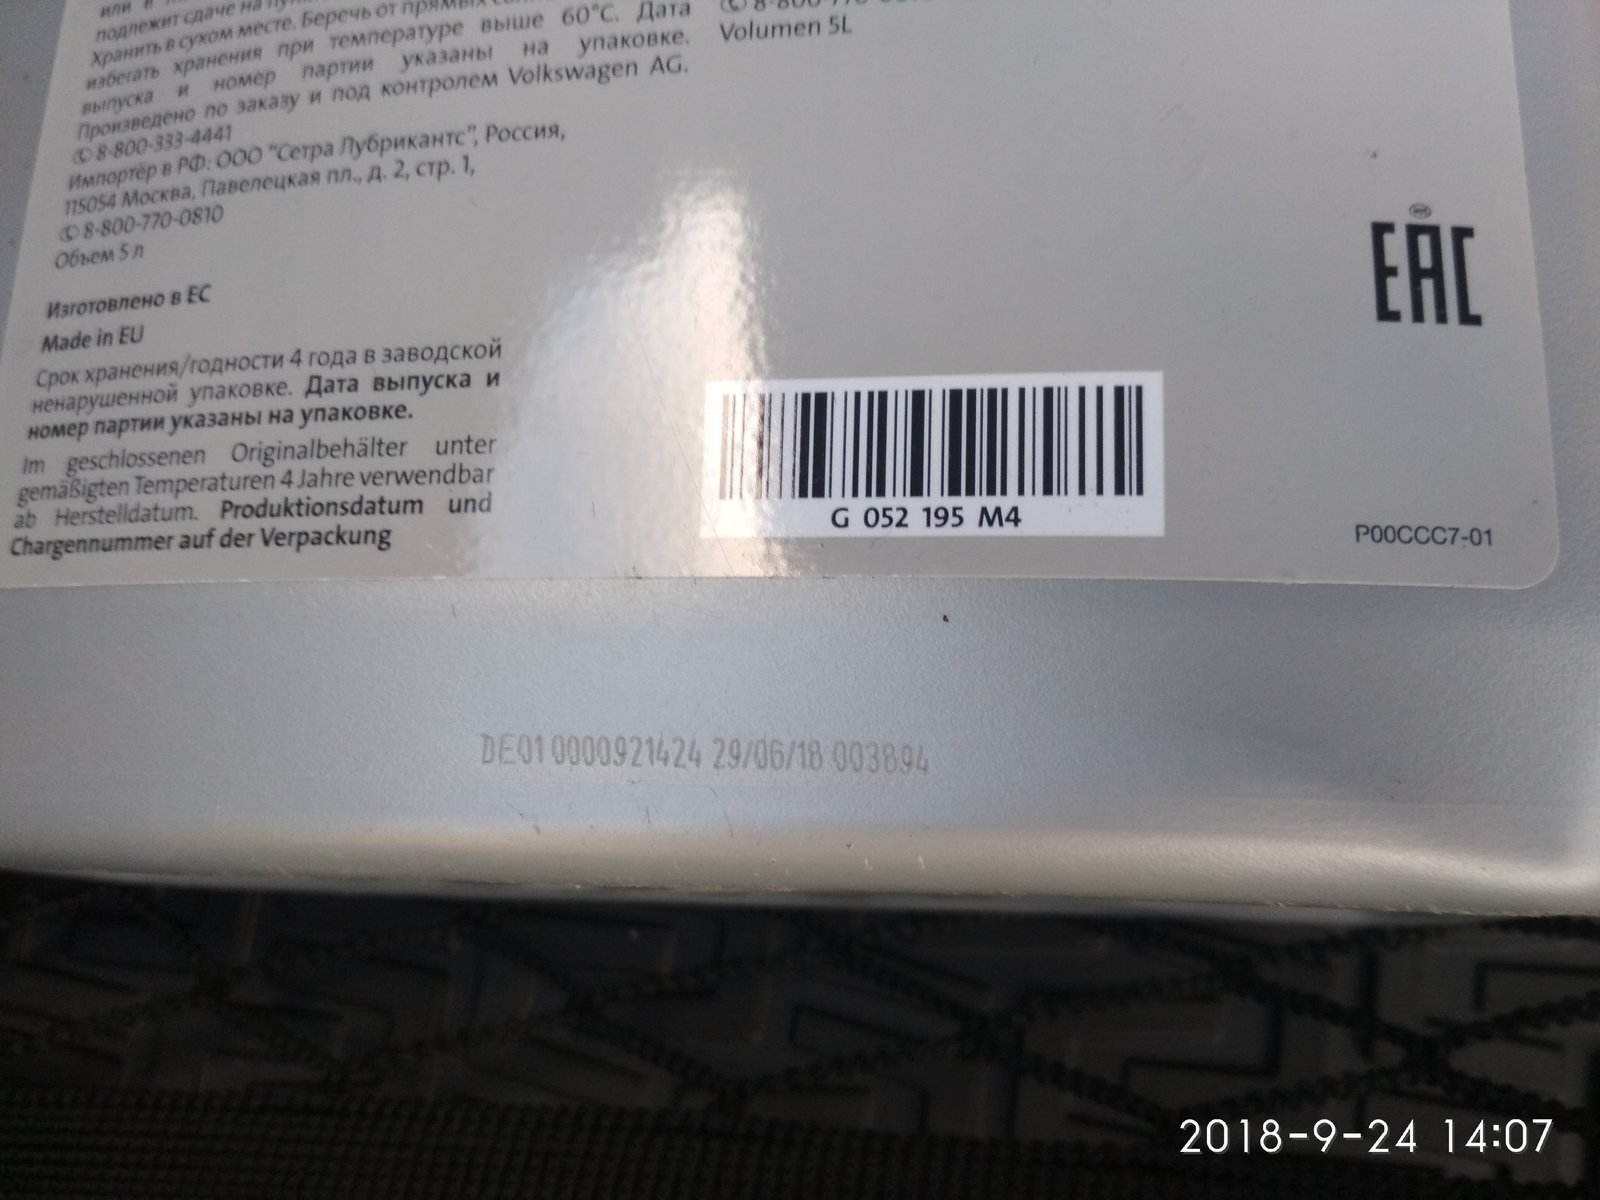 или в
подлежит сдаче на
Хранить в сухом месте. Беречь от прямых
избегать хранения при температуре выше 60°C. Дата
выпуска и номер партии указаны на упаковке.
Произведено по заказу и под контролем Volkswagen AG.
✆ 8-800-333-4441
Импортёр в РФ: ООО "Сетра Лубрикантс", Россия,
115054 Москва, Павелецкая пл., д. 2, стр. 1,
✆ 8-800-770-0810
Объем 5 л
Изготовлено в ЕС
Made in EU
Срок хранения/годности 4 года в заводской
ненарушенной упаковке. Дата выпуска и
номер партии указаны на упаковке.
Im geschlossenen Originalbehälter unter
gemäßigten Temperaturen 4 Jahre verwendbar
ab Herstelldatum. Produktionsdatum und
Chargennummer auf der Verpackung
Volumen 5L
EAC
G 052 195 M4
P00CCC7-01
DE01 0000921424 29/06/18 003894
2018-9-24 14:07